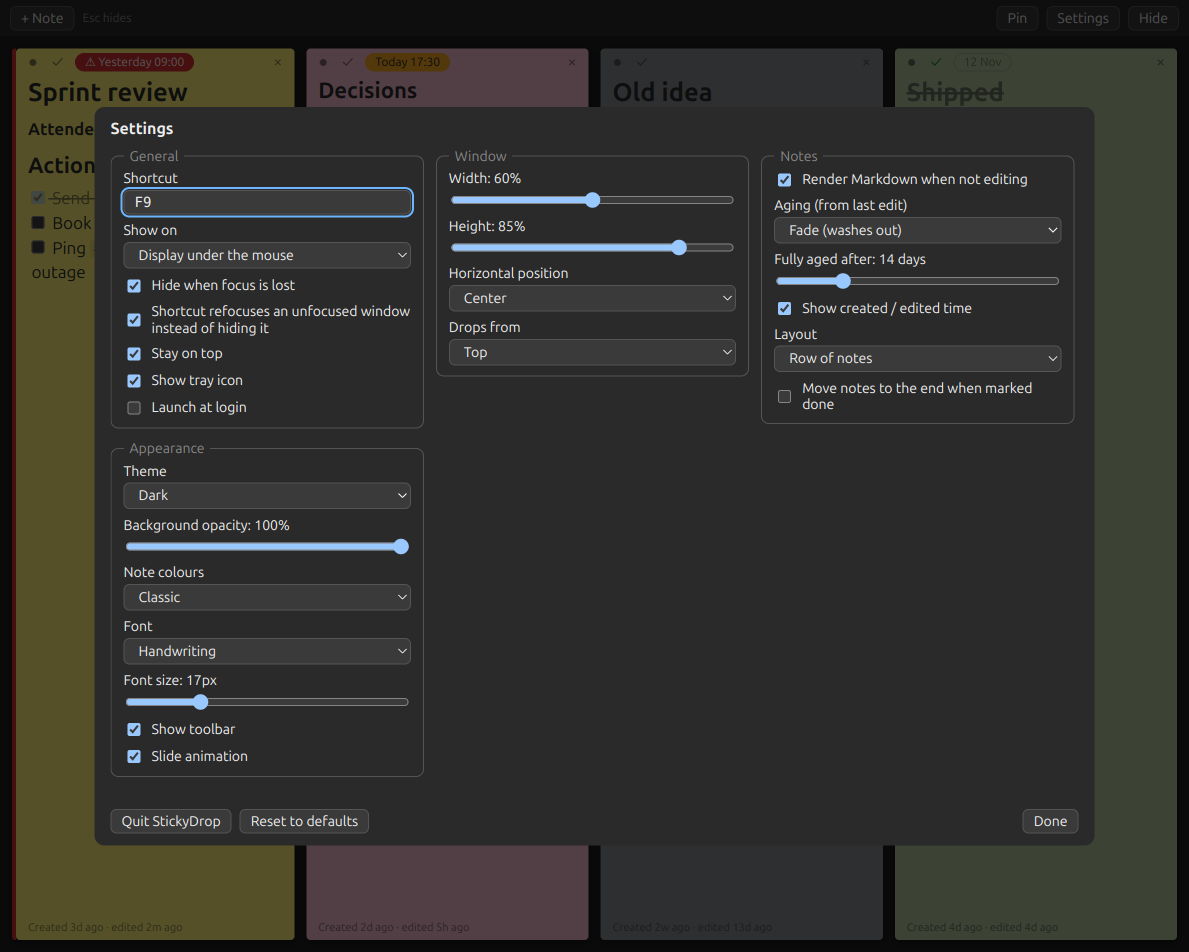 + Note
Esc hides
Pin
Settings
Hide
⚠ Yesterday 09:00
Today 17:30
12 Nov
Sprint review
Decisions
Old idea
Shipped
Attende
Action
Send
Book
Ping
outage
Settings
General
Shortcut
F9
Show on
Display under the mouse
Hide when focus is lost
Shortcut refocuses an unfocused window
instead of hiding it
Stay on top
Show tray icon
Launch at login
Appearance
Theme
Dark
Background opacity: 100%
Note colours
Classic
Font
Handwriting
Font size: 17px
Show toolbar
Slide animation
Window
Width: 60%
Height: 85%
Horizontal position
Center
Drops from
Top
Notes
Render Markdown when not editing
Aging (from last edit)
Fade (washes out)
Fully aged after: 14 days
Show created / edited time
Layout
Row of notes
Move notes to the end when marked
done
Quit StickyDrop
Reset to defaults
Done
Created 3d ago · edited 2m ago
Created 2d ago · edited 5h ago
Created 2w ago · edited 13d ago
Created 4d ago · edited 4d ago